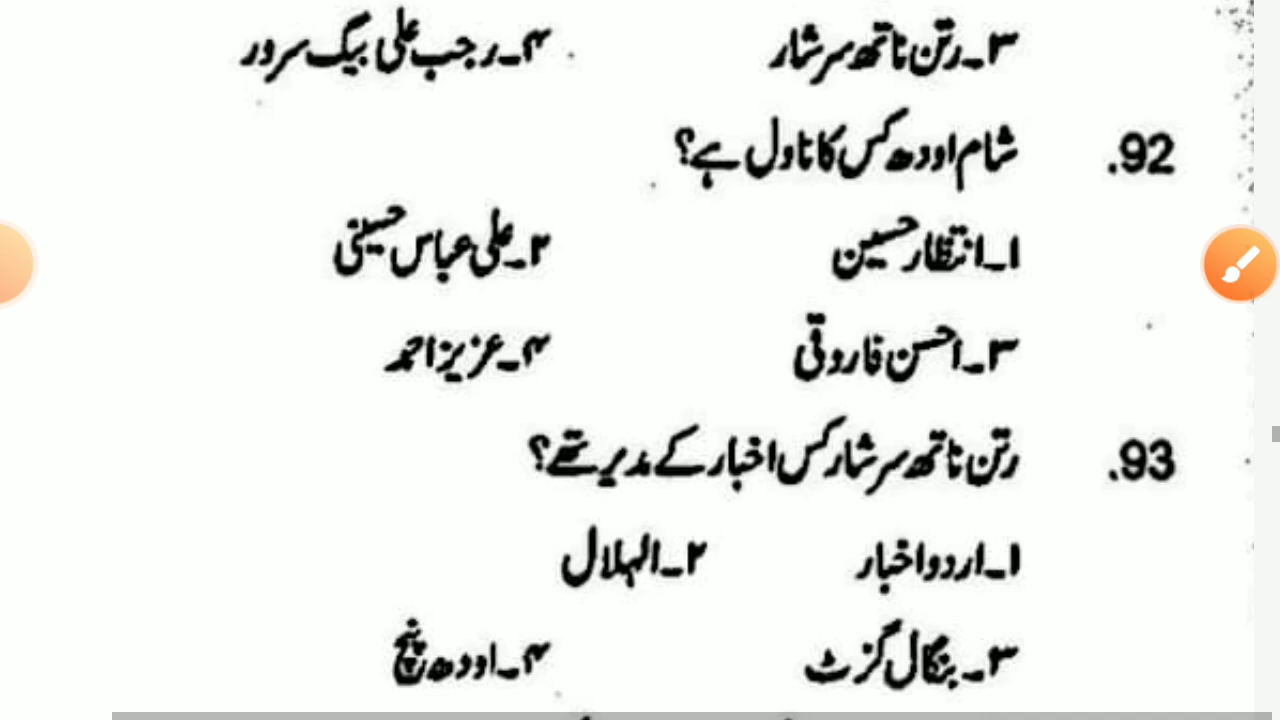 ۳۔رتن ناتھ سرشار ۴۔رجب علی بیگ سرور
92. شام اودھ کس کا ناول ہے؟
۱۔انتظار حسین ۲۔علی عباس حسینی
۳۔احسن فاروقی ۴۔عزیز احمد
93. رتن ناتھ سرشار کس اخبار کے مدیر تھے؟
۱۔اردو اخبار ۲۔الہلال
۳۔بنگال گزٹ ۴۔اودھ پنچ